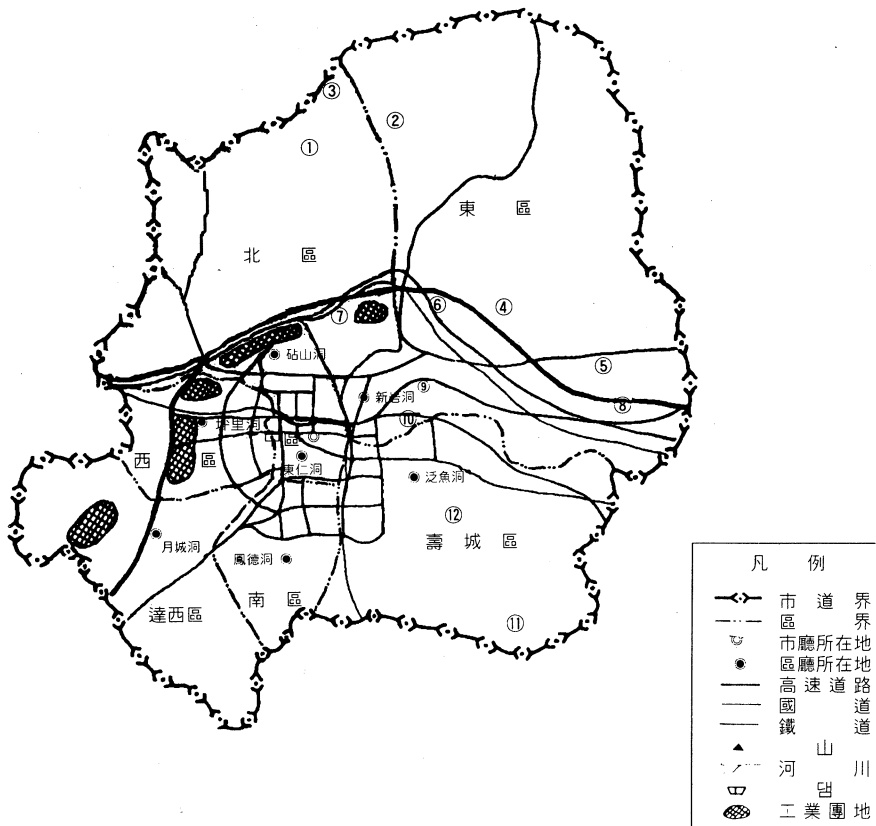 ③
②
①
東區
北區
④
⑥
⑦
砧山洞
⑤
⑨
新岩洞
⑧
⑩
坪里洞
中區
西區
東仁洞
泛魚洞
⑫
月城洞
壽城區
鳳德洞
達西區
南區
⑪
凡例
市道界
區界
市廳所在地
區廳所在地
高速道路
國道
鐵道
山
河川
댐
工業團地